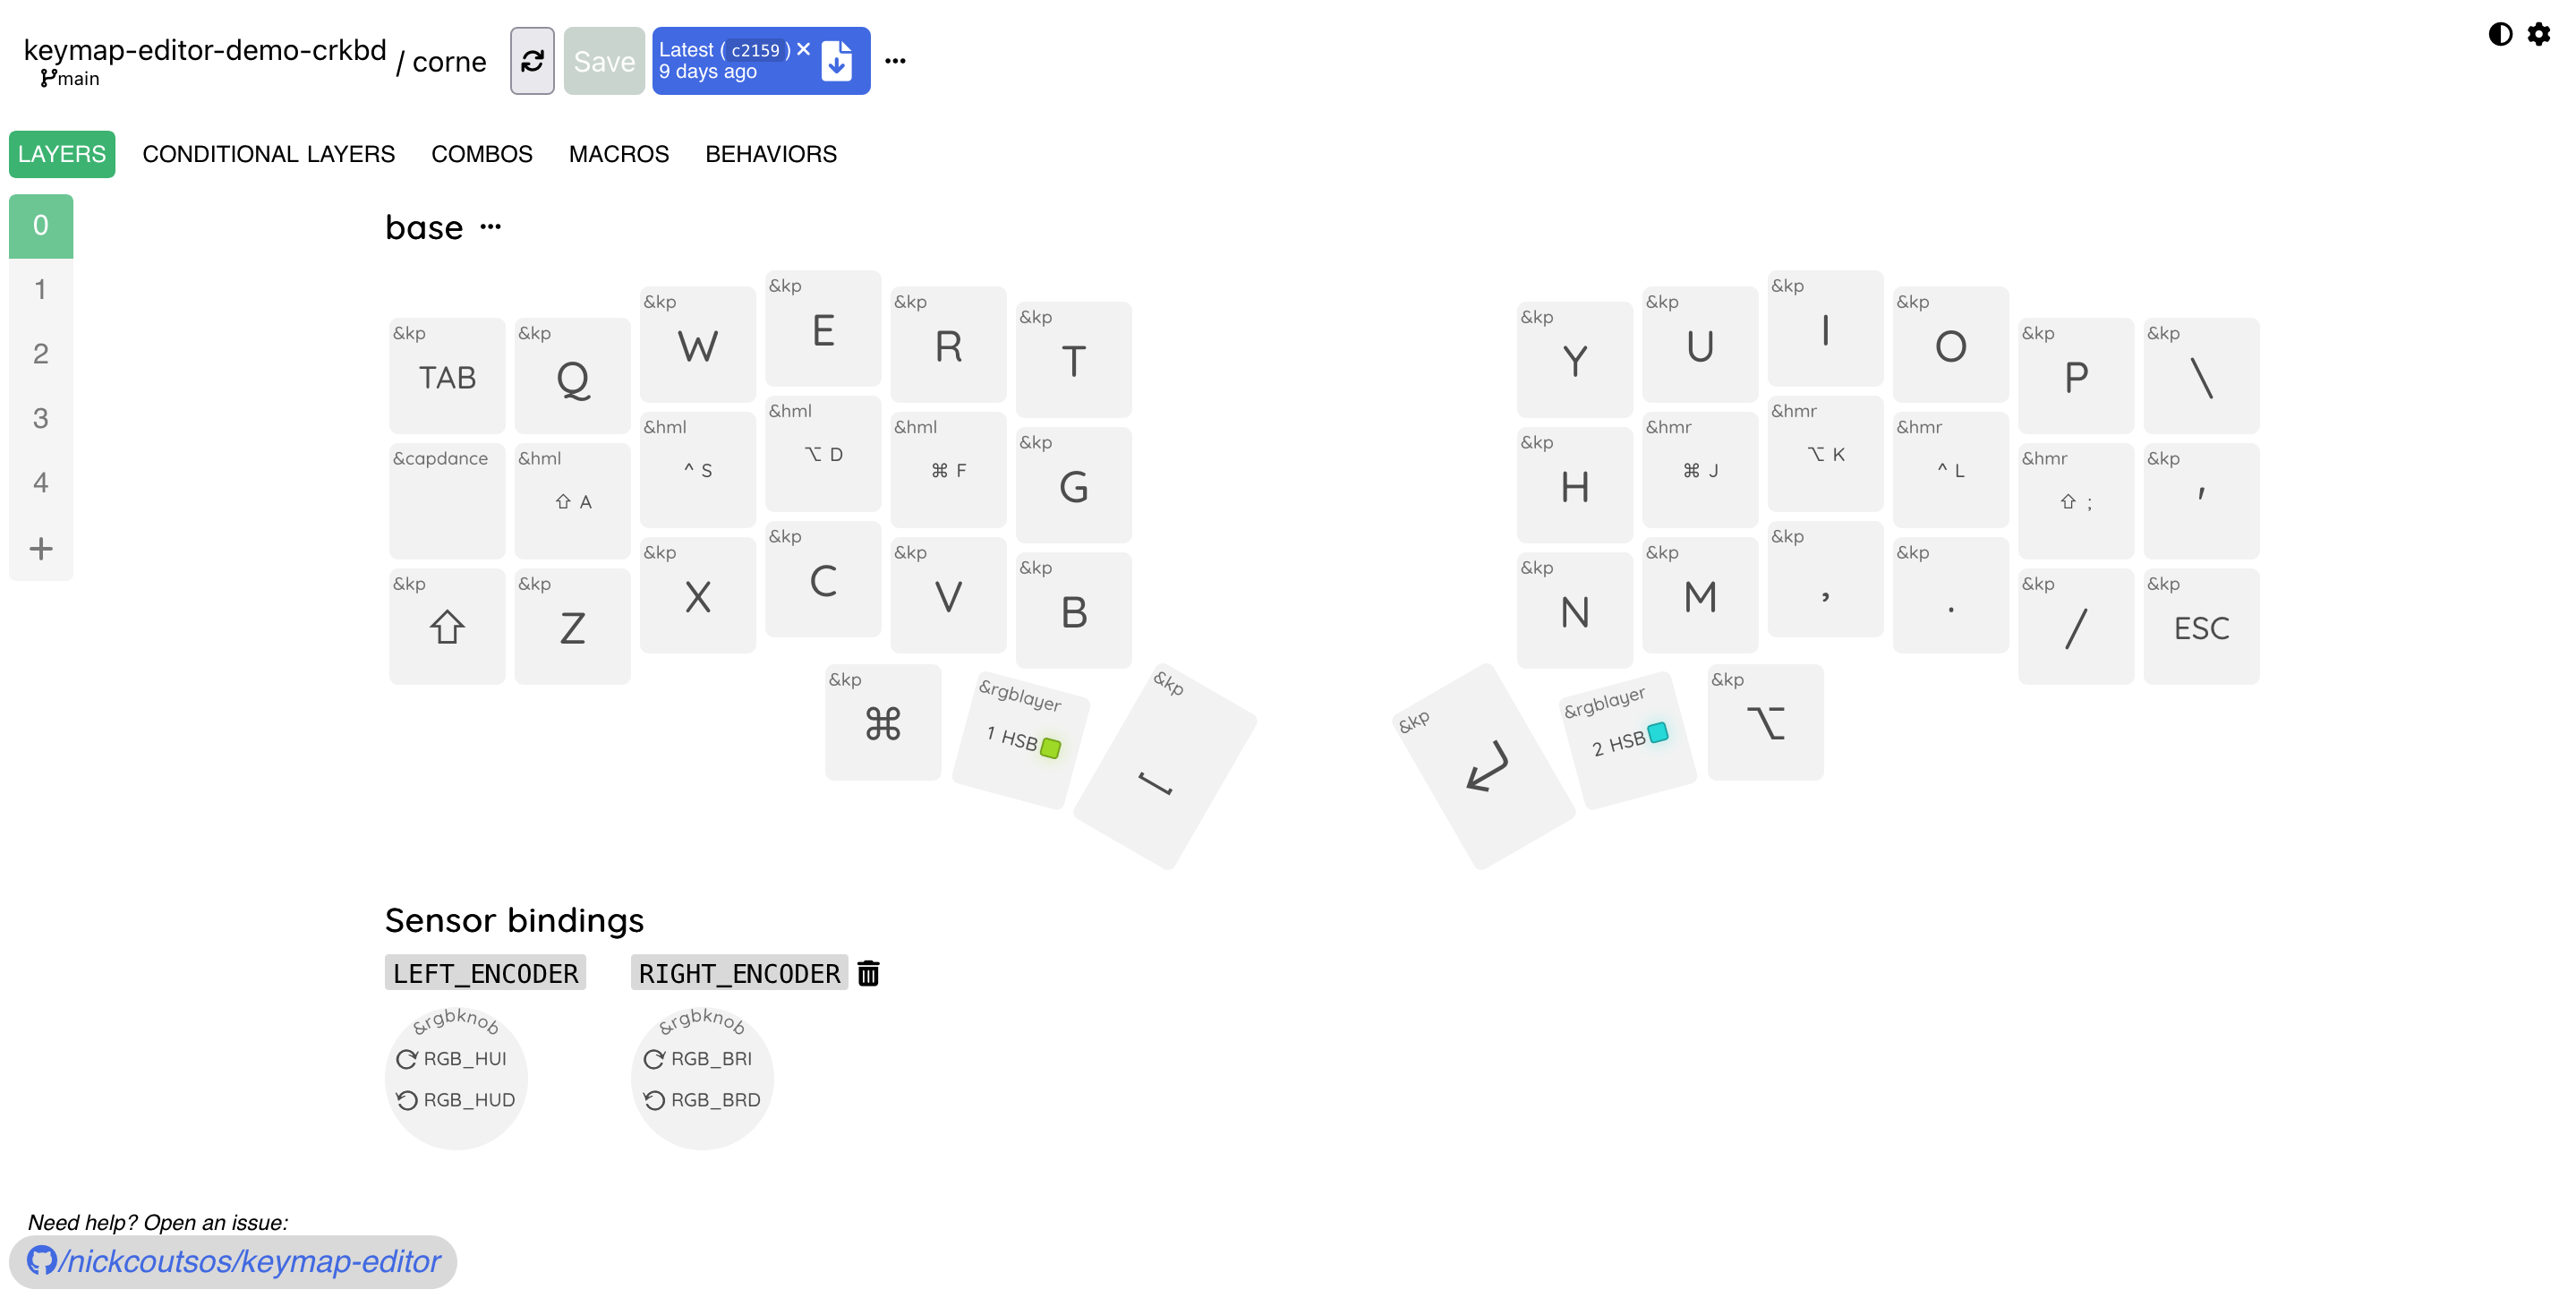 keymap-editor-demo-crkbd / corne
main
Save
Latest ( c2159 ) ×
9 days ago
LAYERS CONDITIONAL LAYERS COMBOS MACROS BEHAVIORS
0
1
2
3
4
+
base ...
&kp TAB &kp Q &kp W &kp E &kp R &kp T &kp Y &kp U &kp I &kp O &kp P &kp \
&capdance &hml ⇧ A &hml ^ S &hml ⌥ D &hml ⌘ F &kp G &kp H &hmr ⌘ J &hmr ⌥ K &hmr ^ L &hmr ⇧ ; &kp '
&kp ⇧ &kp Z &kp X &kp C &kp V &kp B &kp N &kp M &kp , &kp . &kp / &kp ESC
&kp ⌘ &rgblayer 1 HSB &kp ⎵ &kp ⏎ &rgblayer 2 HSB &kp ⌥
Sensor bindings
LEFT_ENCODER RIGHT_ENCODER
&rgbknob &rgbknob
RGB_HUI RGB_BRI
RGB_HUD RGB_BRD
Need help? Open an issue:
/nickcoutsos/keymap-editor